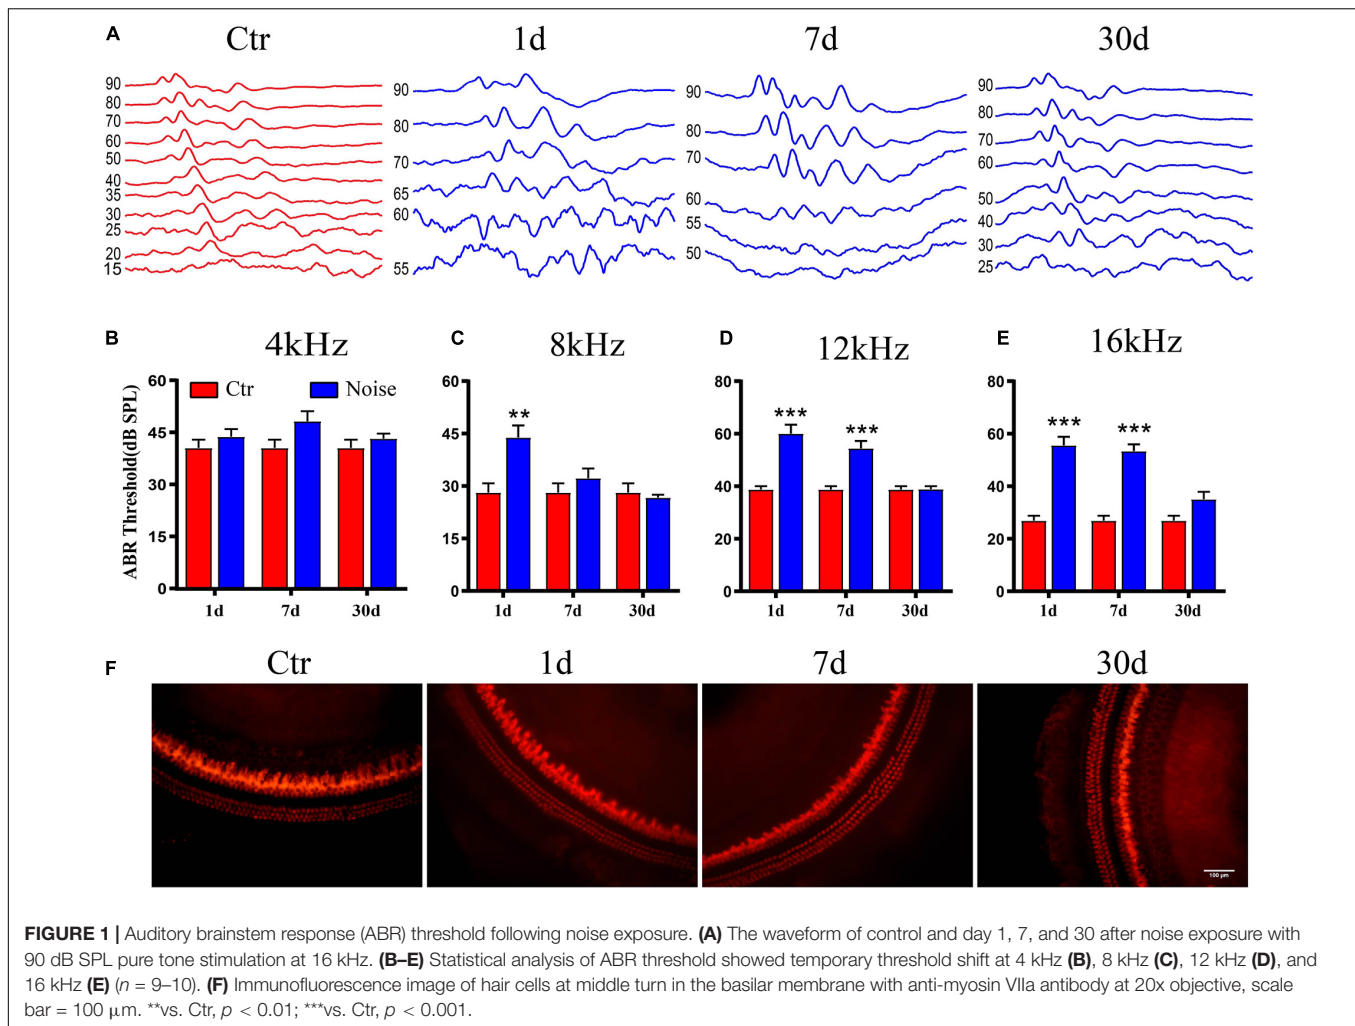 A
Ctr 1d 7d 30d
90 90 90 90
80 80 80 80
70 70 70 70
60 65 60 60
50 60 55 50
40 55 50 40
35 30
30 25
25
20
15
B 4kHz C 8kHz D 12kHz E 16kHz
ABR Threshold(dB SPL)
60 60 80 80
45 45 60 60
30 30 40 40
15 15 20 20
0 0 0 0
Ctr Noise
** *** *** *** ***
1d 7d 30d 1d 7d 30d 1d 7d 30d 1d 7d 30d
F
Ctr 1d 7d 30d
100 μm
FIGURE 1 | Auditory brainstem response (ABR) threshold following noise exposure. (A) The waveform of control and day 1, 7, and 30 after noise exposure with
90 dB SPL pure tone stimulation at 16 kHz. (B–E) Statistical analysis of ABR threshold showed temporary threshold shift at 4 kHz (B), 8 kHz (C), 12 kHz (D), and
16 kHz (E) (n = 9–10). (F) Immunofluorescence image of hair cells at middle turn in the basilar membrane with anti-myosin VIIa antibody at 20x objective, scale
bar = 100 μm. **vs. Ctr, p < 0.01; ***vs. Ctr, p < 0.001.